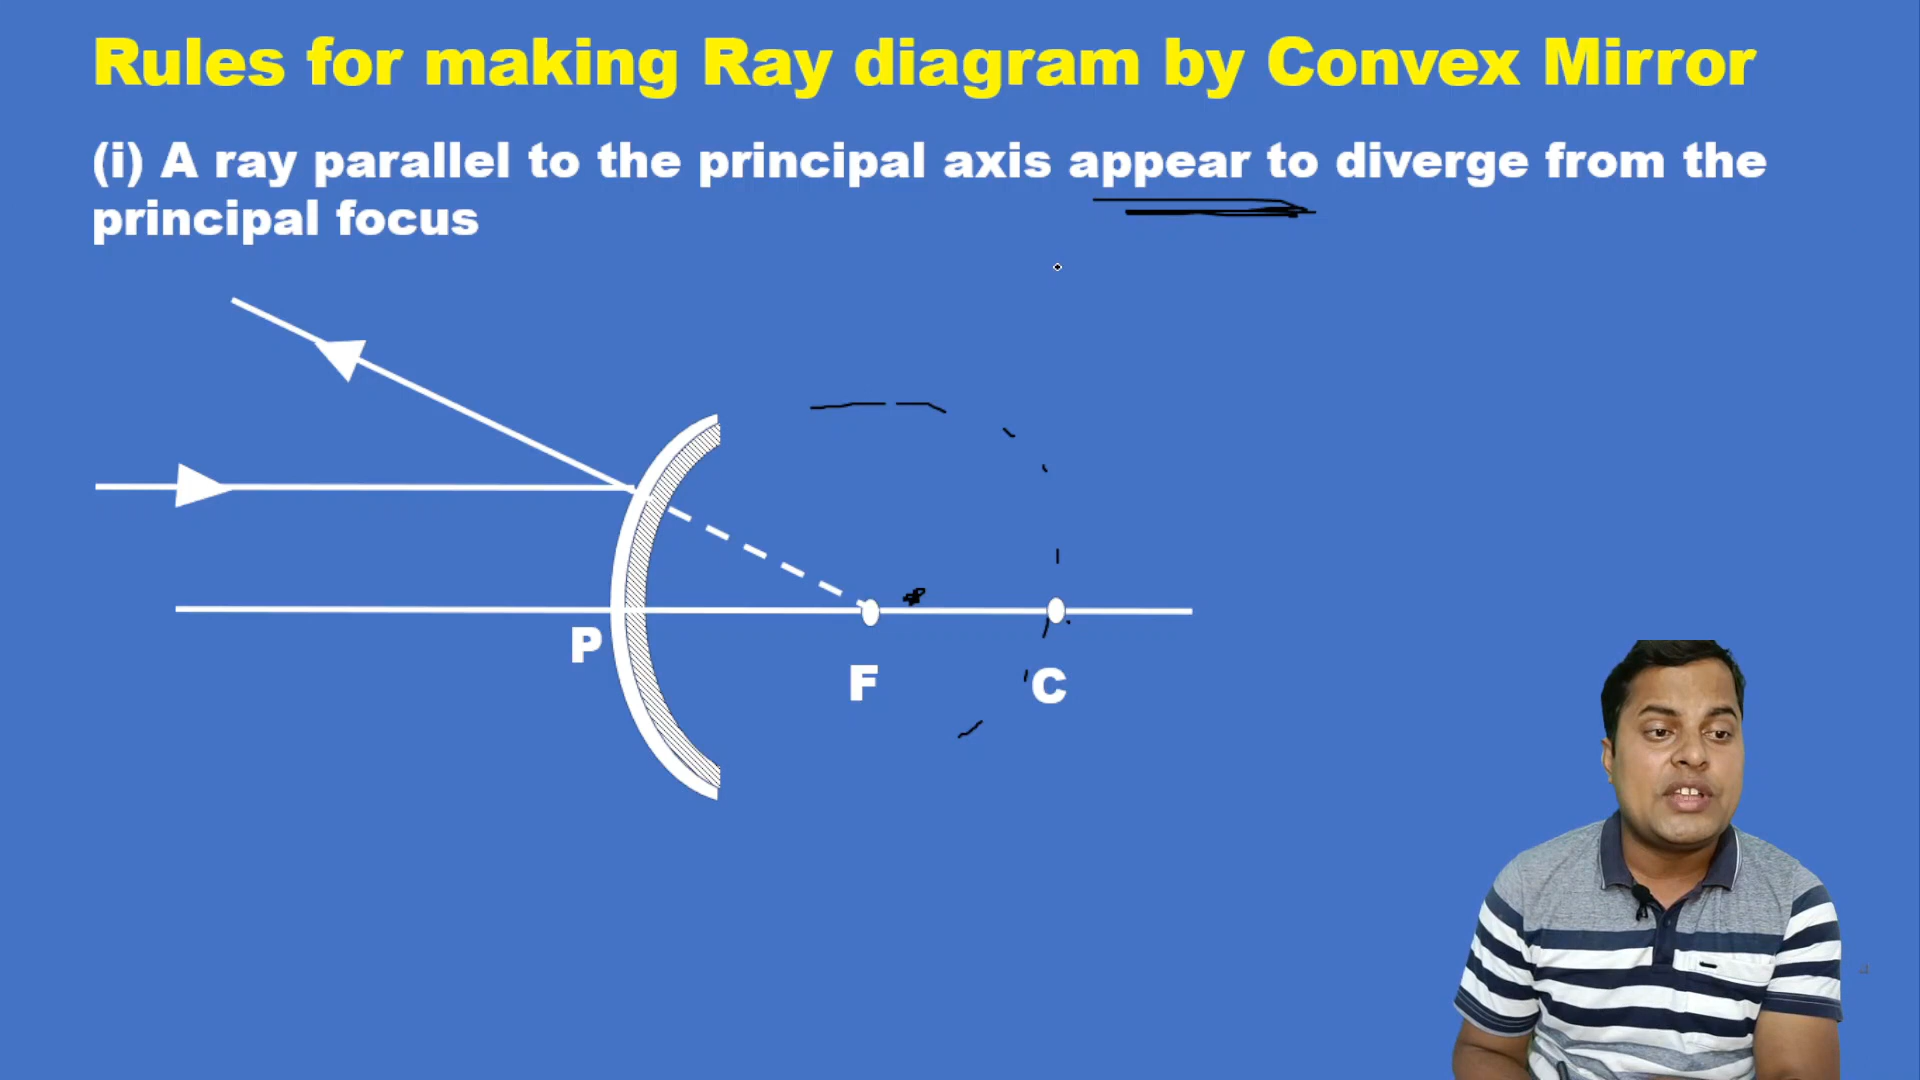 Rules for making Ray diagram by Convex Mirror
(i) A ray parallel to the principal axis appear to diverge from the
principal focus
P
F
C